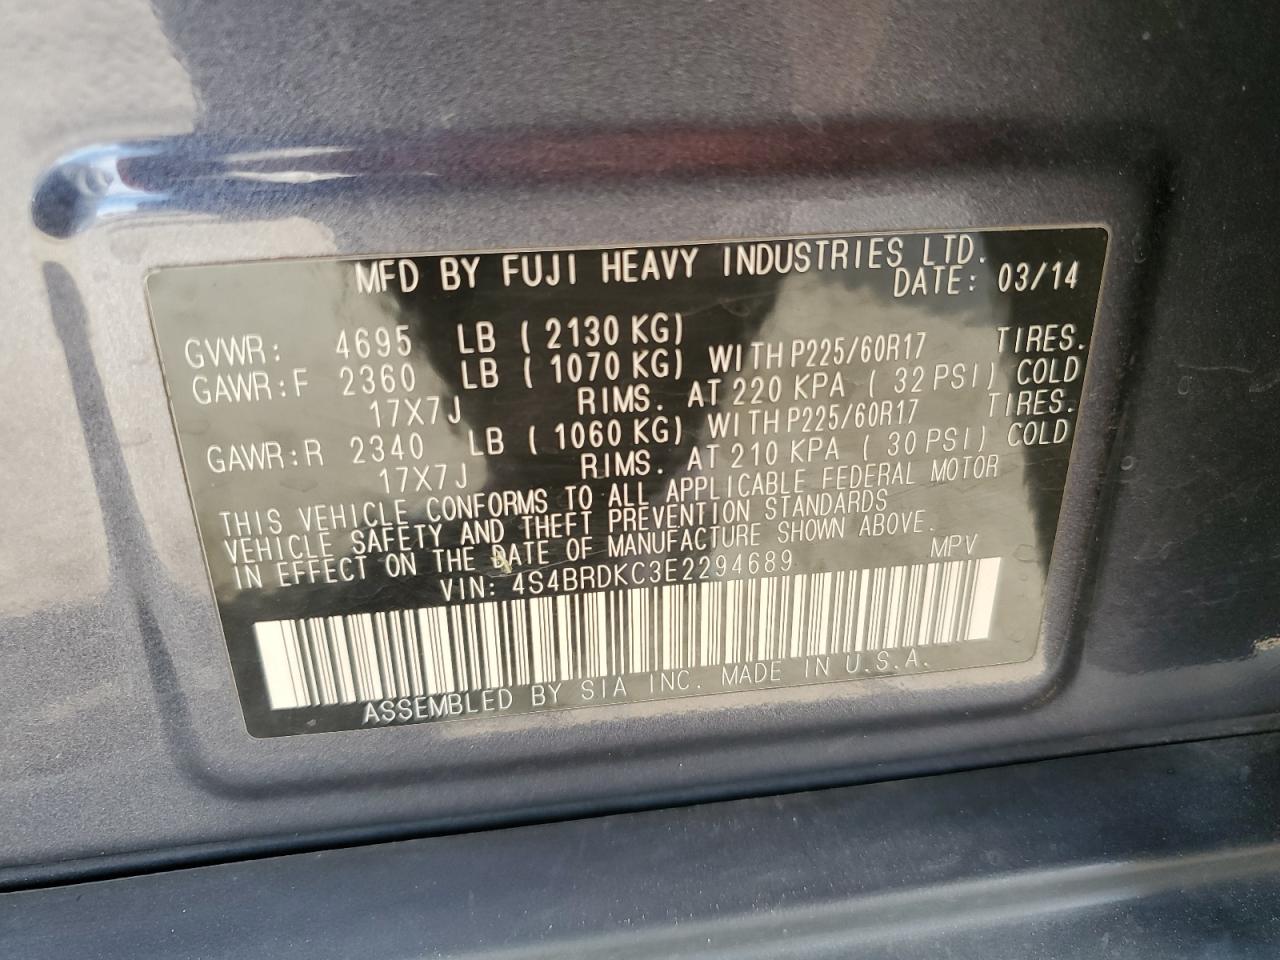 MFD BY FUJI HEAVY INDUSTRIES LTD.
DATE: 03/14
GVWR: 4695 LB ( 2130 KG)
GAWR:F 2360 LB ( 1070 KG) WITH P225/60R17 TIRES.
17X7J RIMS. AT 220 KPA ( 32 PSI) COLD
GAWR:R 2340 LB ( 1060 KG) WITH P225/60R17 TIRES.
17X7J RIMS. AT 210 KPA ( 30 PSI) COLD
THIS VEHICLE CONFORMS TO ALL APPLICABLE FEDERAL MOTOR
VEHICLE SAFETY AND THEFT PREVENTION STANDARDS
IN EFFECT ON THE DATE OF MANUFACTURE SHOWN ABOVE.
VIN: 4S4BRDKC3E2294689 MPV
ASSEMBLED BY SIA INC. MADE IN U.S.A.